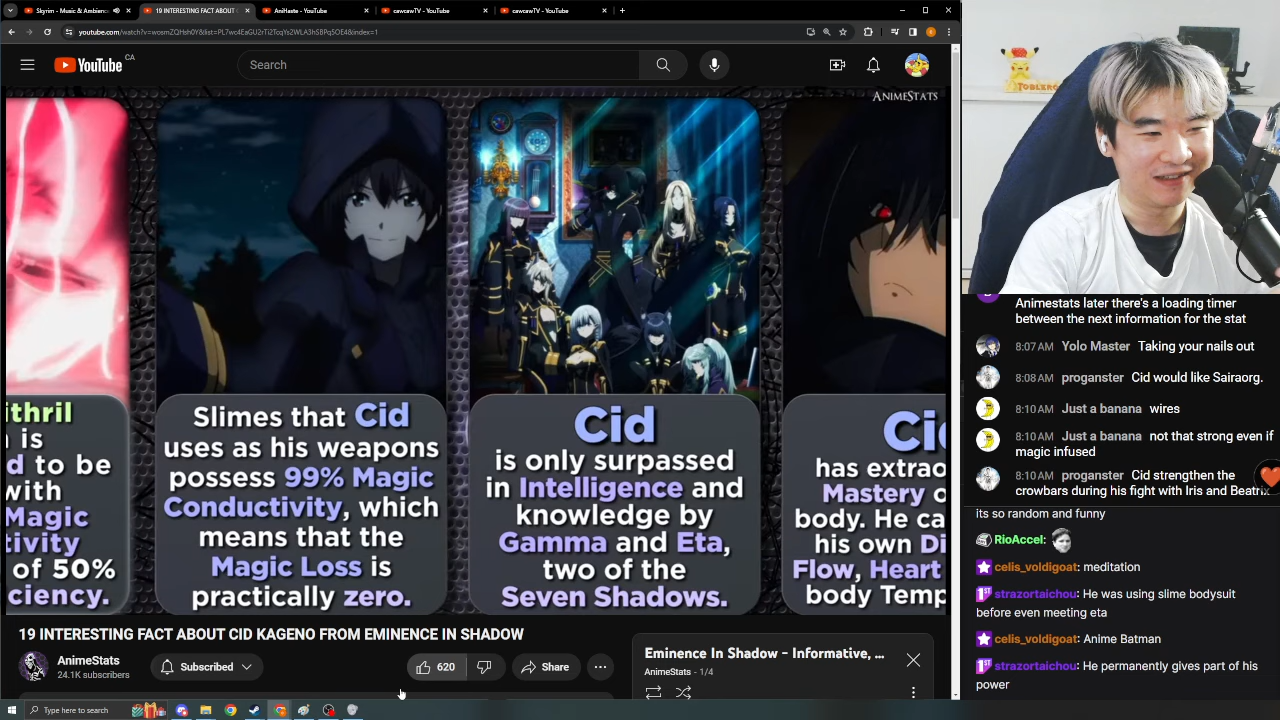 Skyrim - Music & Ambience
19 INTERESTING FACT ABOUT
AniHaste - YouTube
cawcawTV - YouTube
cawcawTV - YouTube
YouTube
CA
Search
ANIMESTATS
ithril
is
d to be
with
Magic
tivity
of 50%
ciency.
Slimes that Cid
uses as his weapons
possess 99% Magic
Conductivity, which
means that the
Magic Loss is
practically zero.
Cid
is only surpassed
in Intelligence and
knowledge by
Gamma and Eta,
two of the
Seven Shadows.
Ci
has extrao
Mastery o
body. He ca
his own Di
Flow, Heart
body Temp
19 INTERESTING FACT ABOUT CID KAGENO FROM EMINENCE IN SHADOW
AnimeStats
24.1K subscribers
Subscribed
620
Share
Eminence In Shadow - Informative, ...
AnimeStats - 1/4
Type here to search
Animestats later there's a loading timer
between the next information for the stat
8:07 AM Yolo Master Taking your nails out
8:08 AM proganster Cid would like Sairaorg.
8:10 AM Just a banana wires
8:10 AM Just a banana not that strong even if
magic infused
8:10 AM proganster Cid strengthen the
crowbars during his fight with Iris and Beatrix
its so random and funny
RioAccel:
celis_voldigoat: meditation
strazortaichou: He was using slime bodysuit
before even meeting eta
celis_voldigoat: Anime Batman
strazortaichou: He permanently gives part of his
power